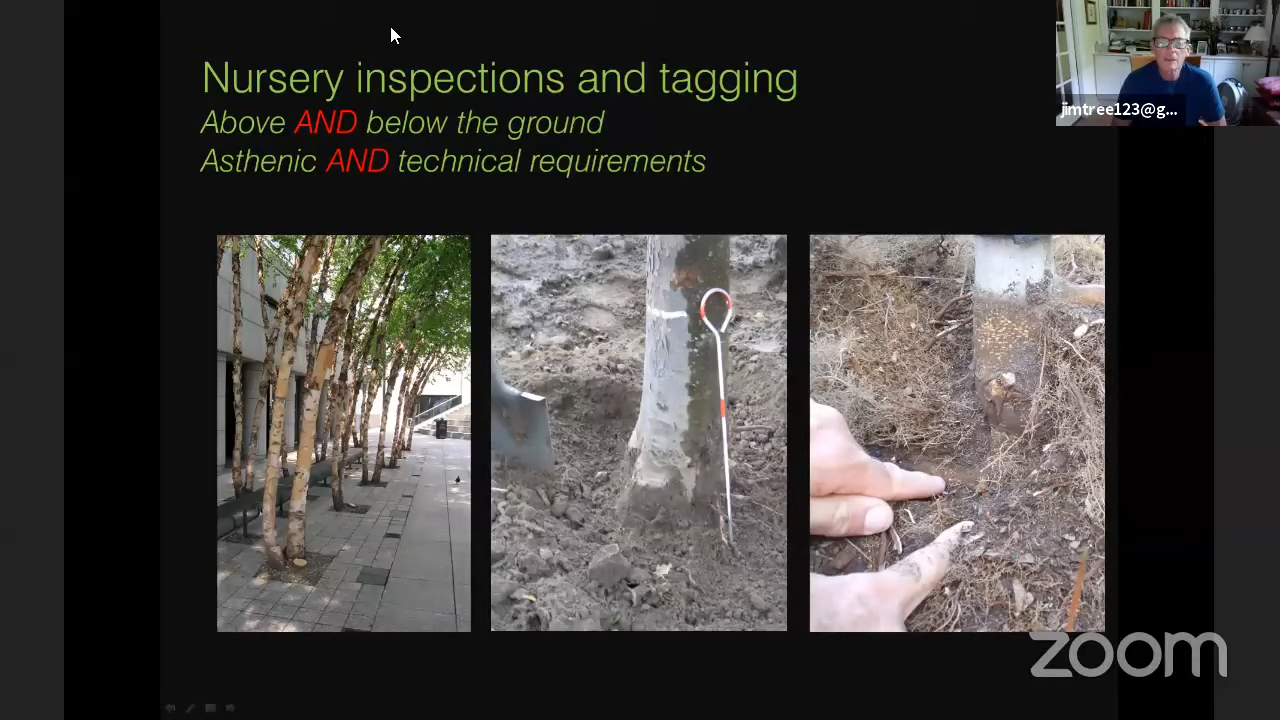 Nursery inspections and tagging
Above AND below the ground
Asthenic AND technical requirements
jimtree123@g...
zoom